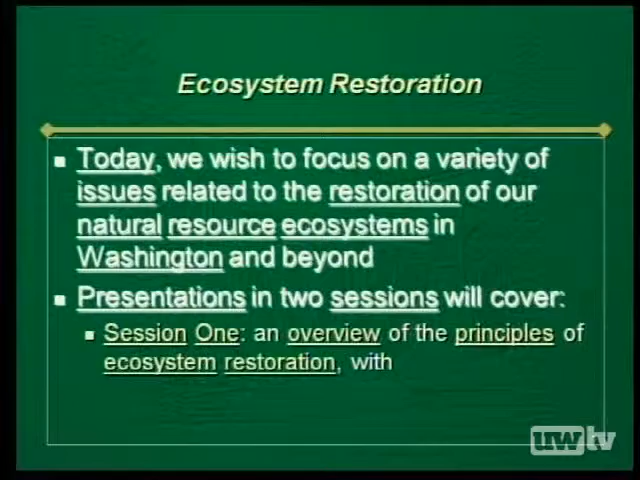 Ecosystem Restoration
Today, we wish to focus on a variety of
issues related to the restoration of our
natural resource ecosystems in
Washington and beyond
Presentations in two sessions will cover:
Session One: an overview of the principles of
ecosystem restoration, with
uwtv